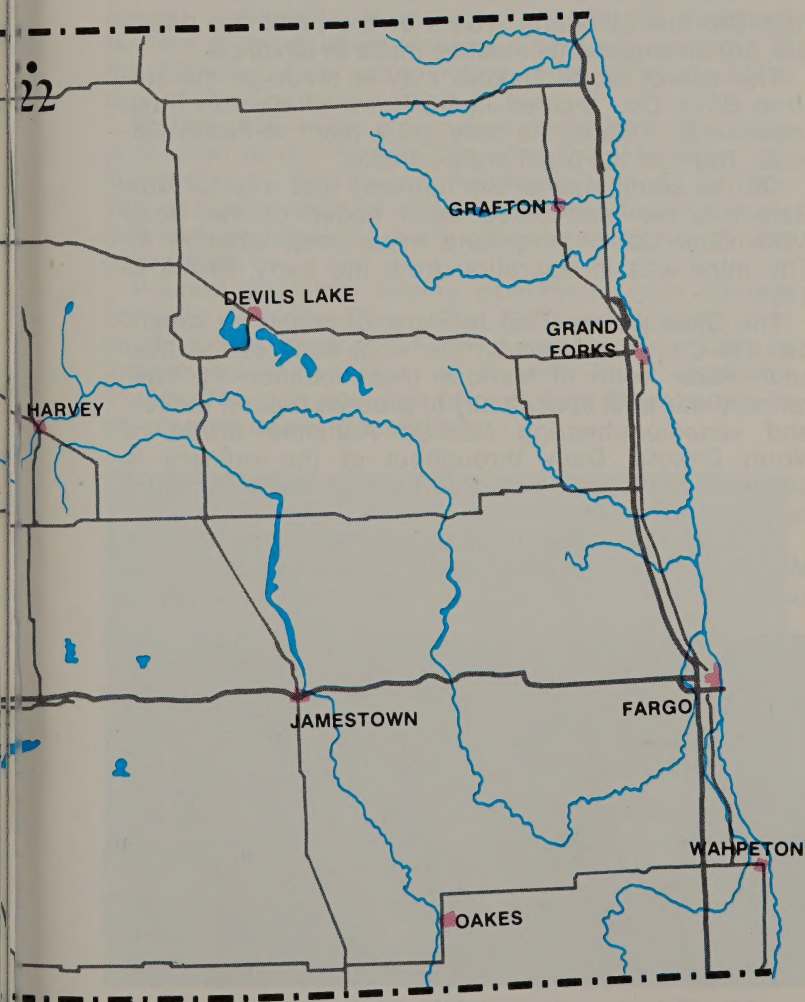 22
GRAFTON
DEVILS LAKE
GRAND
FORKS
HARVEY
JAMESTOWN
FARGO
WAHPETON
OAKES